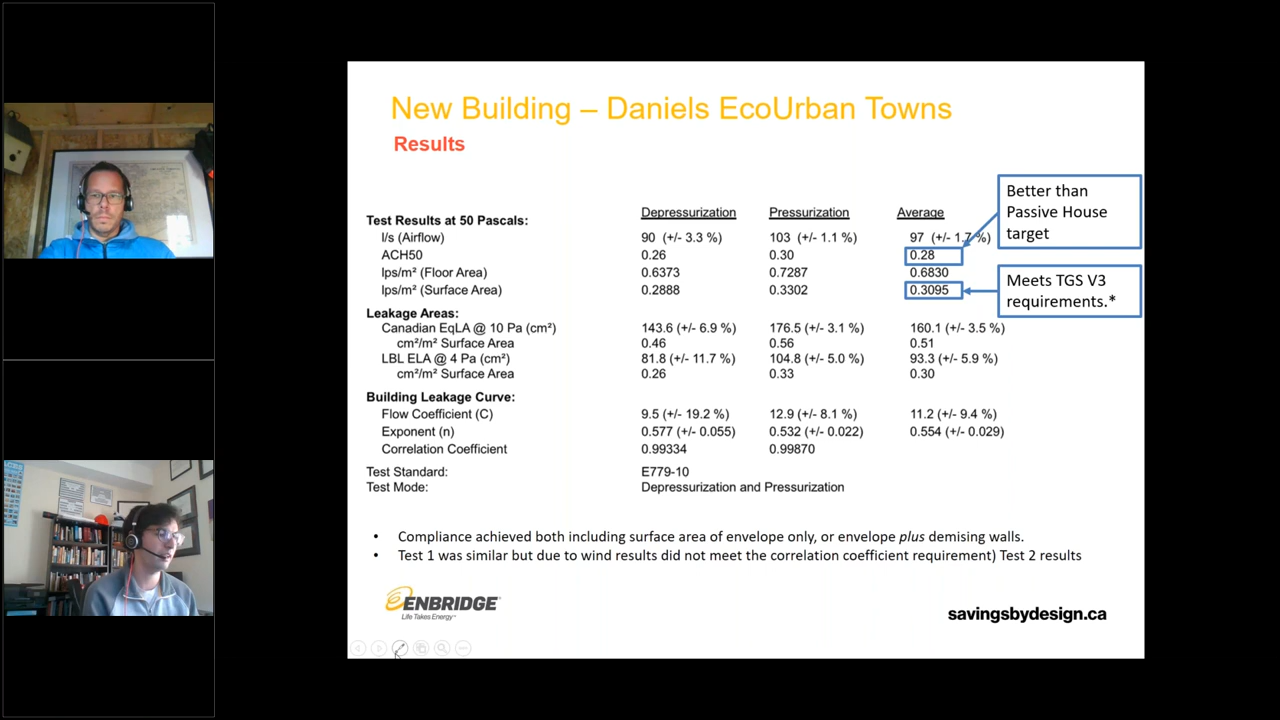 New Building – Daniels EcoUrban Towns
Results
Better than
Passive House
target
Depressurization Pressurization Average
Test Results at 50 Pascals:
l/s (Airflow) 90 (+/- 3.3 %) 103 (+/- 1.1 %) 97 (+/- 1.7 %)
ACH50 0.26 0.30 0.28
lps/m² (Floor Area) 0.6373 0.7287 0.6830
lps/m² (Surface Area) 0.2888 0.3302 0.3095
Meets TGS V3
requirements.*
Leakage Areas:
Canadian EqLA @ 10 Pa (cm²) 143.6 (+/- 6.9 %) 176.5 (+/- 3.1 %) 160.1 (+/- 3.5 %)
cm²/m² Surface Area 0.46 0.56 0.51
LBL ELA @ 4 Pa (cm²) 81.8 (+/- 11.7 %) 104.8 (+/- 5.0 %) 93.3 (+/- 5.9 %)
cm²/m² Surface Area 0.26 0.33 0.30
Building Leakage Curve:
Flow Coefficient (C) 9.5 (+/- 19.2 %) 12.9 (+/- 8.1 %) 11.2 (+/- 9.4 %)
Exponent (n) 0.577 (+/- 0.055) 0.532 (+/- 0.022) 0.554 (+/- 0.029)
Correlation Coefficient 0.99334 0.99870
Test Standard: E779-10
Test Mode: Depressurization and Pressurization
• Compliance achieved both including surface area of envelope only, or envelope plus demising walls.
• Test 1 was similar but due to wind results did not meet the correlation coefficient requirement) Test 2 results
ENBRIDGE
Life Takes Energy™
savingsbydesign.ca